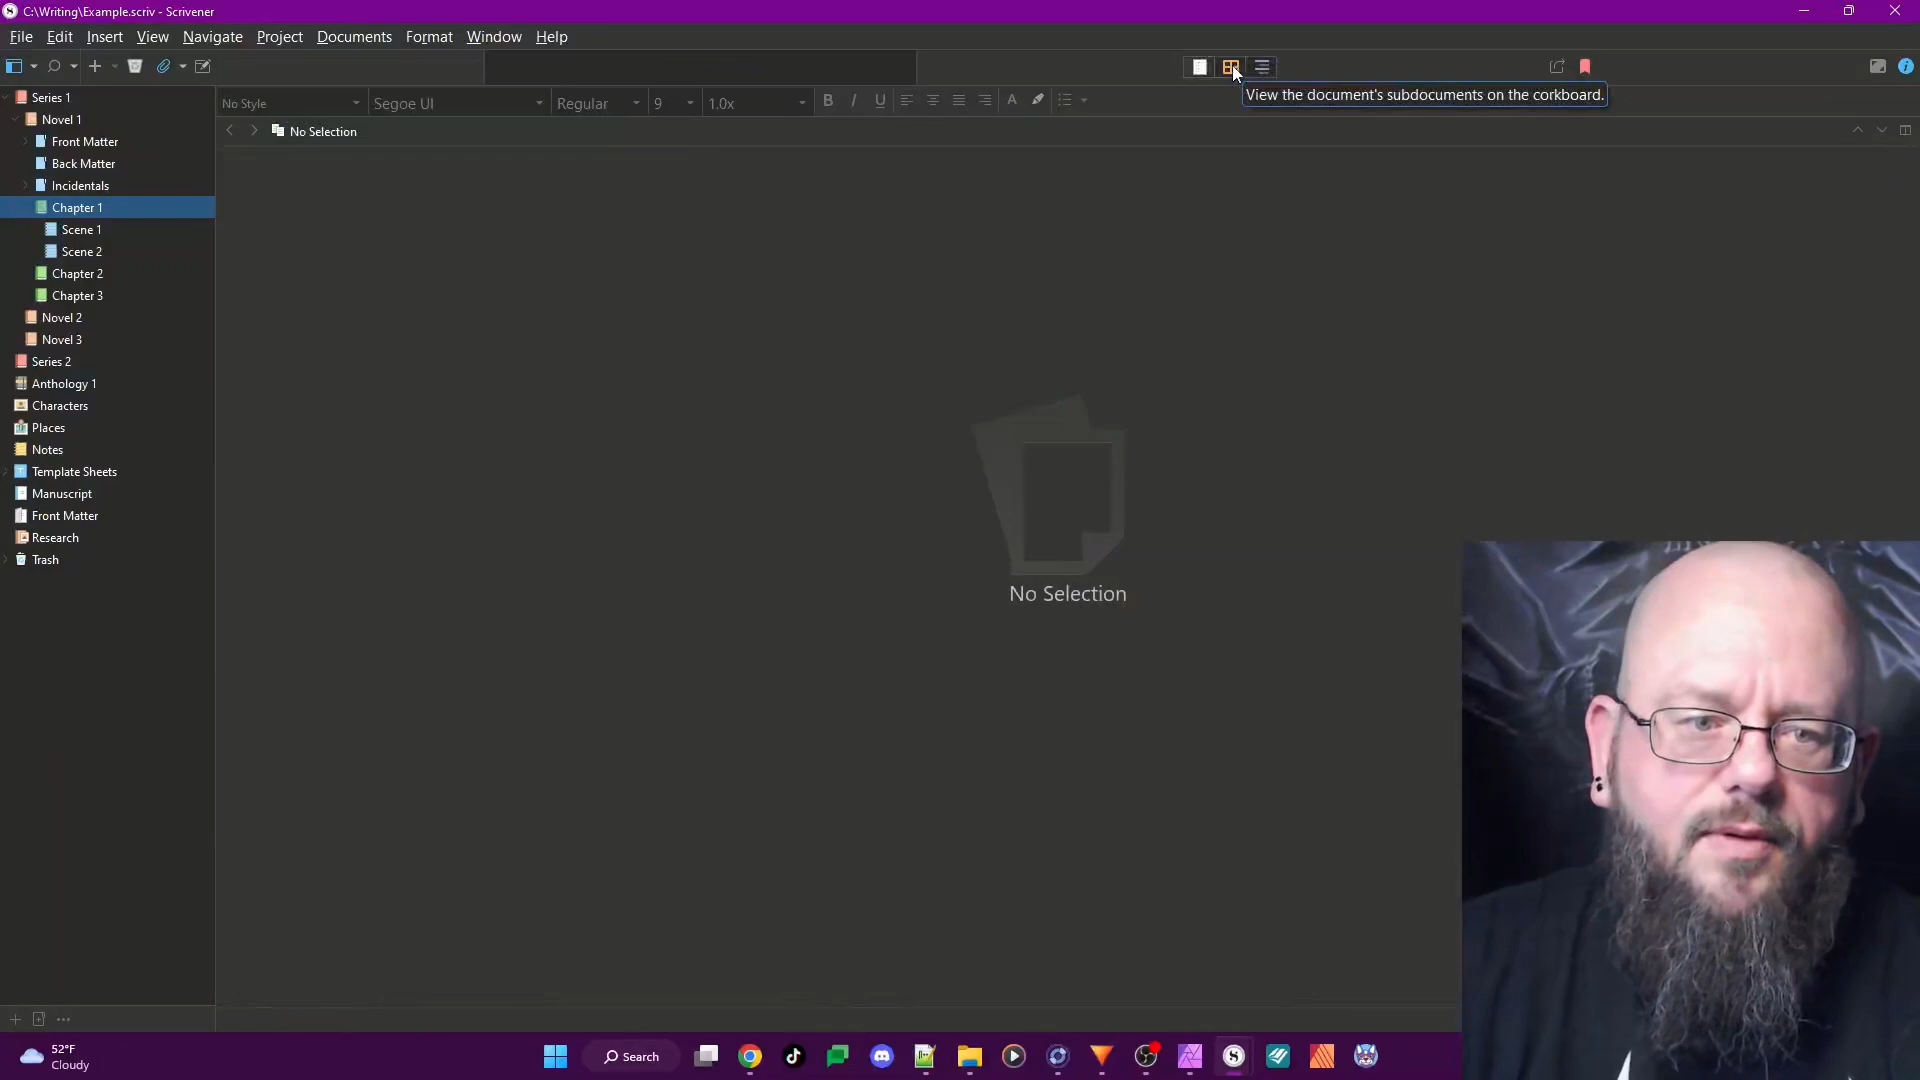 C:\Writing\Example.scriv - Scrivener
File Edit Insert View Navigate Project Documents Format Window Help
View the document's subdocuments on the corkboard.
No Style Segoe UI Regular 9 1.0x B I U A
No Selection
Series 1
Novel 1
Front Matter
Back Matter
Incidentals
Chapter 1
Scene 1
Scene 2
Chapter 2
Chapter 3
Novel 2
Novel 3
Series 2
Anthology 1
Characters
Places
Notes
Template Sheets
Manuscript
Front Matter
Research
Trash
No Selection
52°F
Cloudy
Search